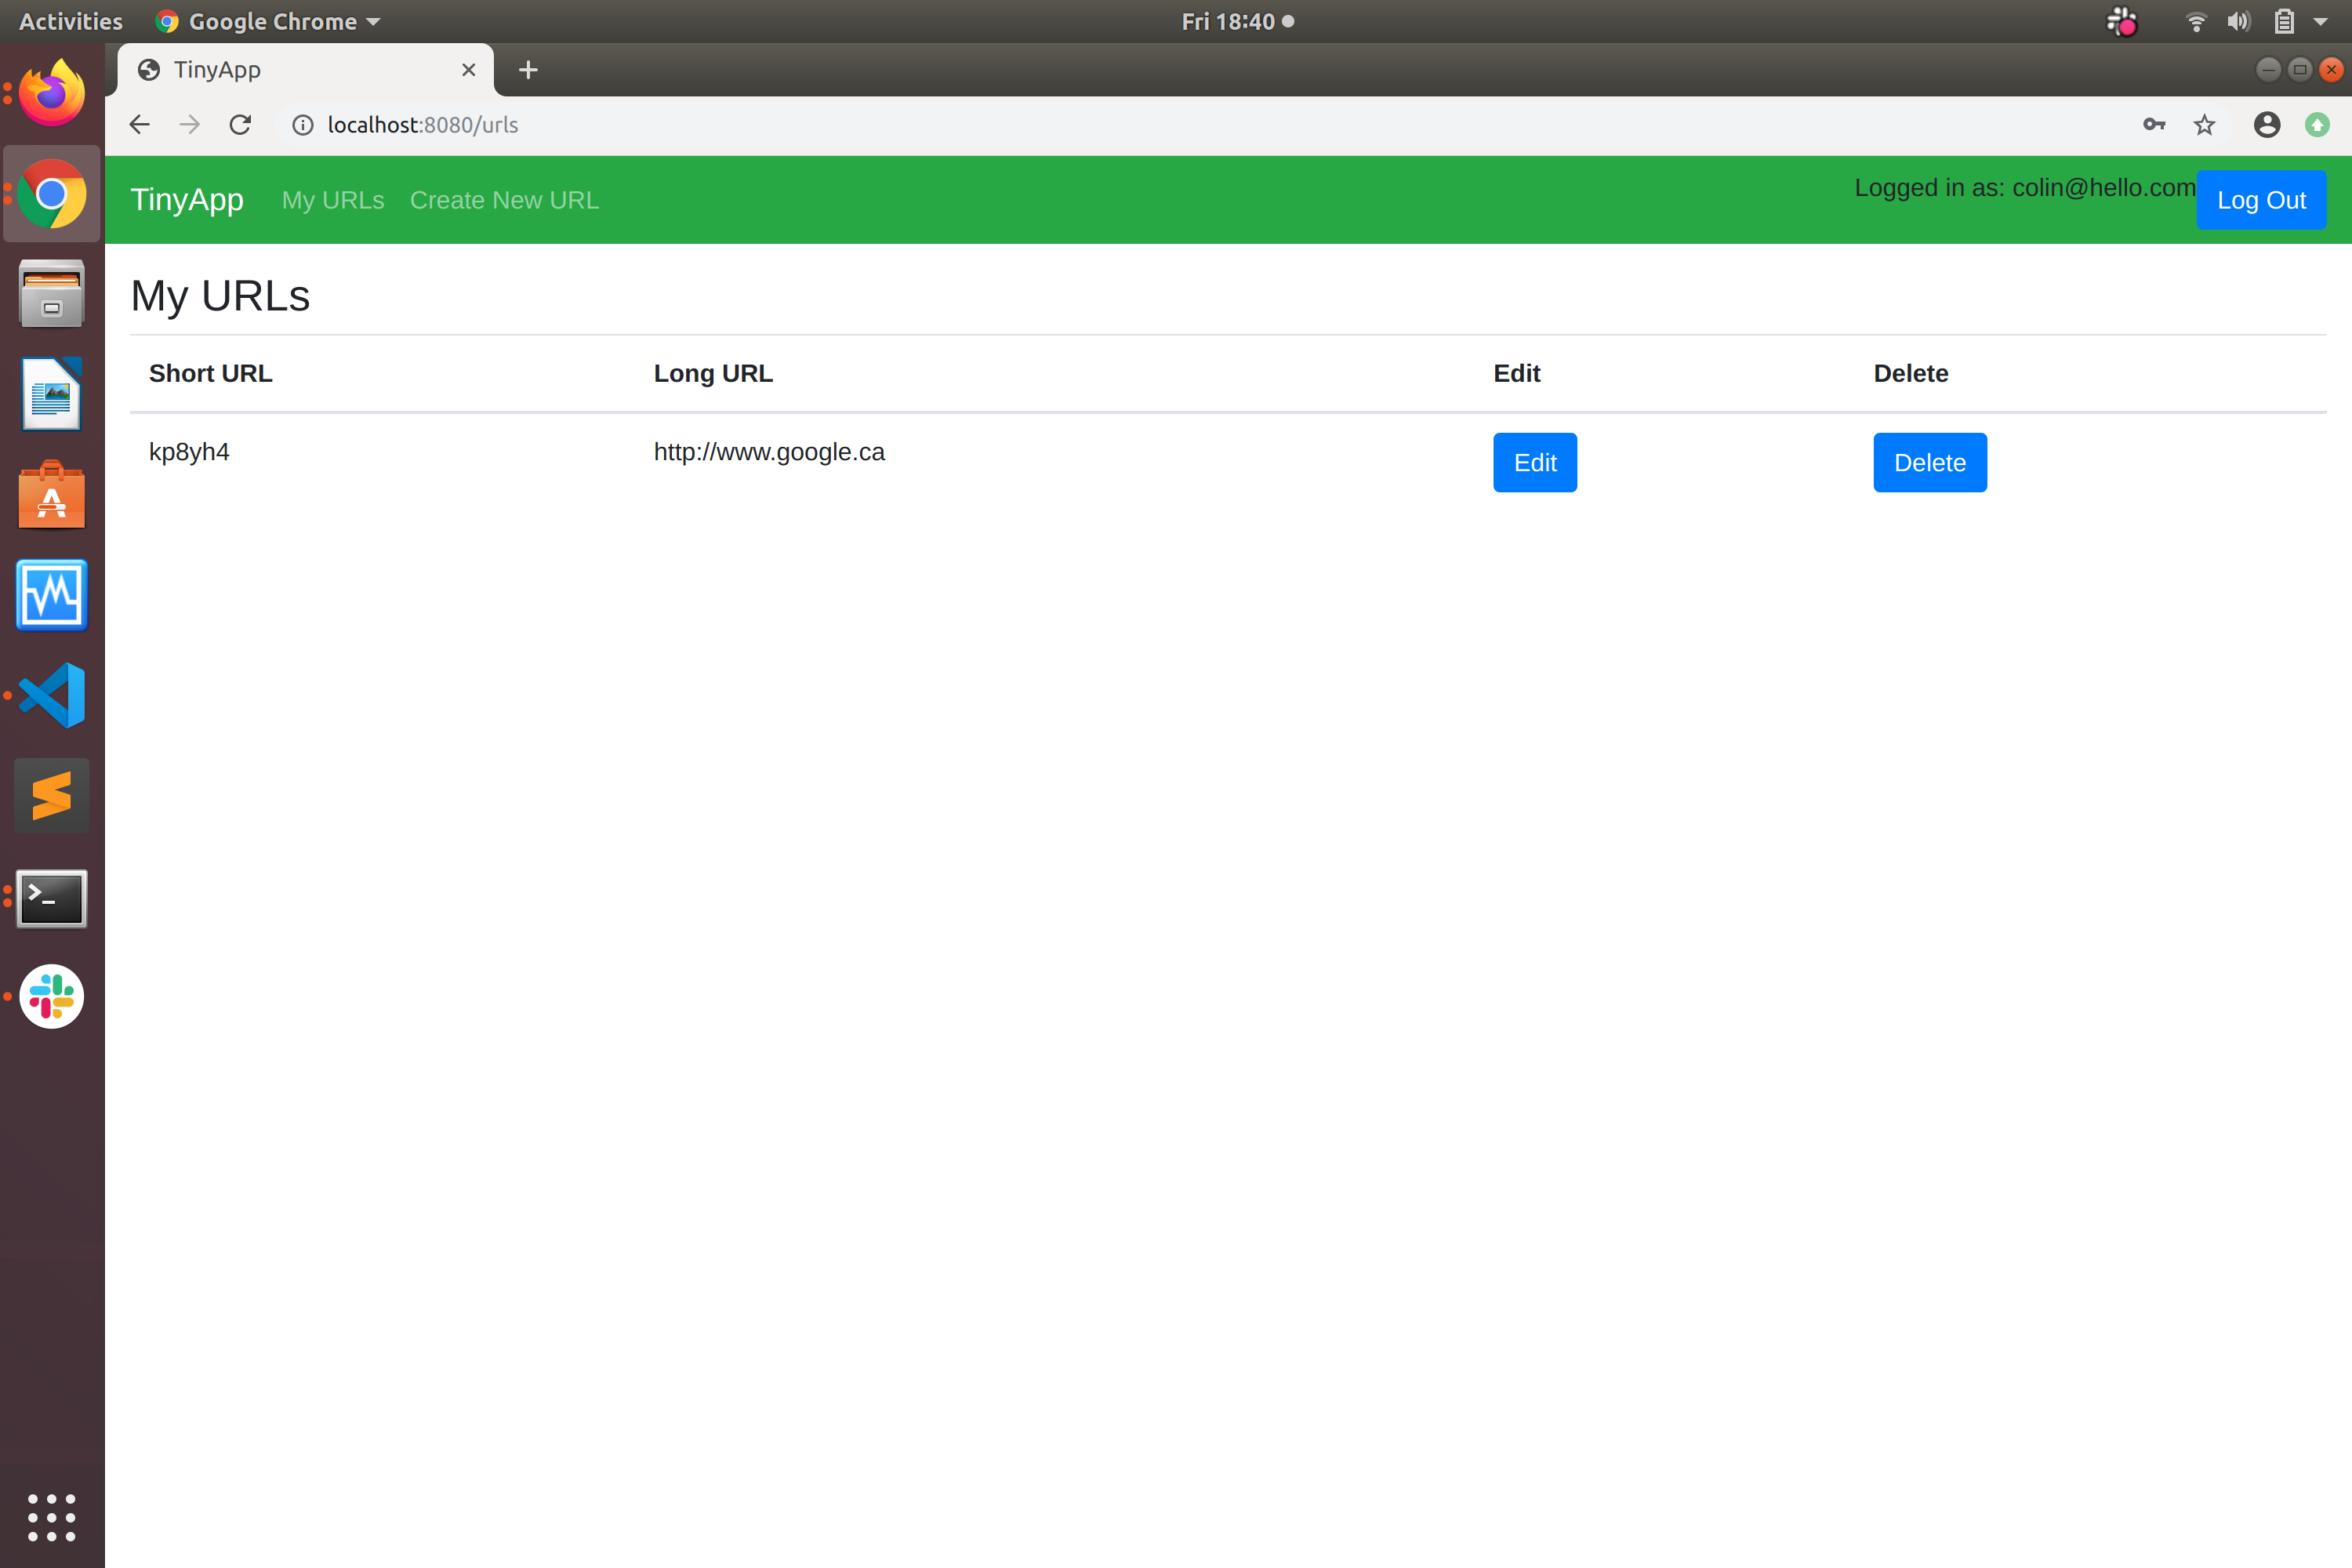 Activities Google Chrome Fri 18:40
TinyApp
localhost:8080/urls
TinyApp My URLs Create New URL Logged in as: colin@hello.com Log Out
My URLs
Short URL Long URL Edit Delete
kp8yh4 http://www.google.ca Edit Delete